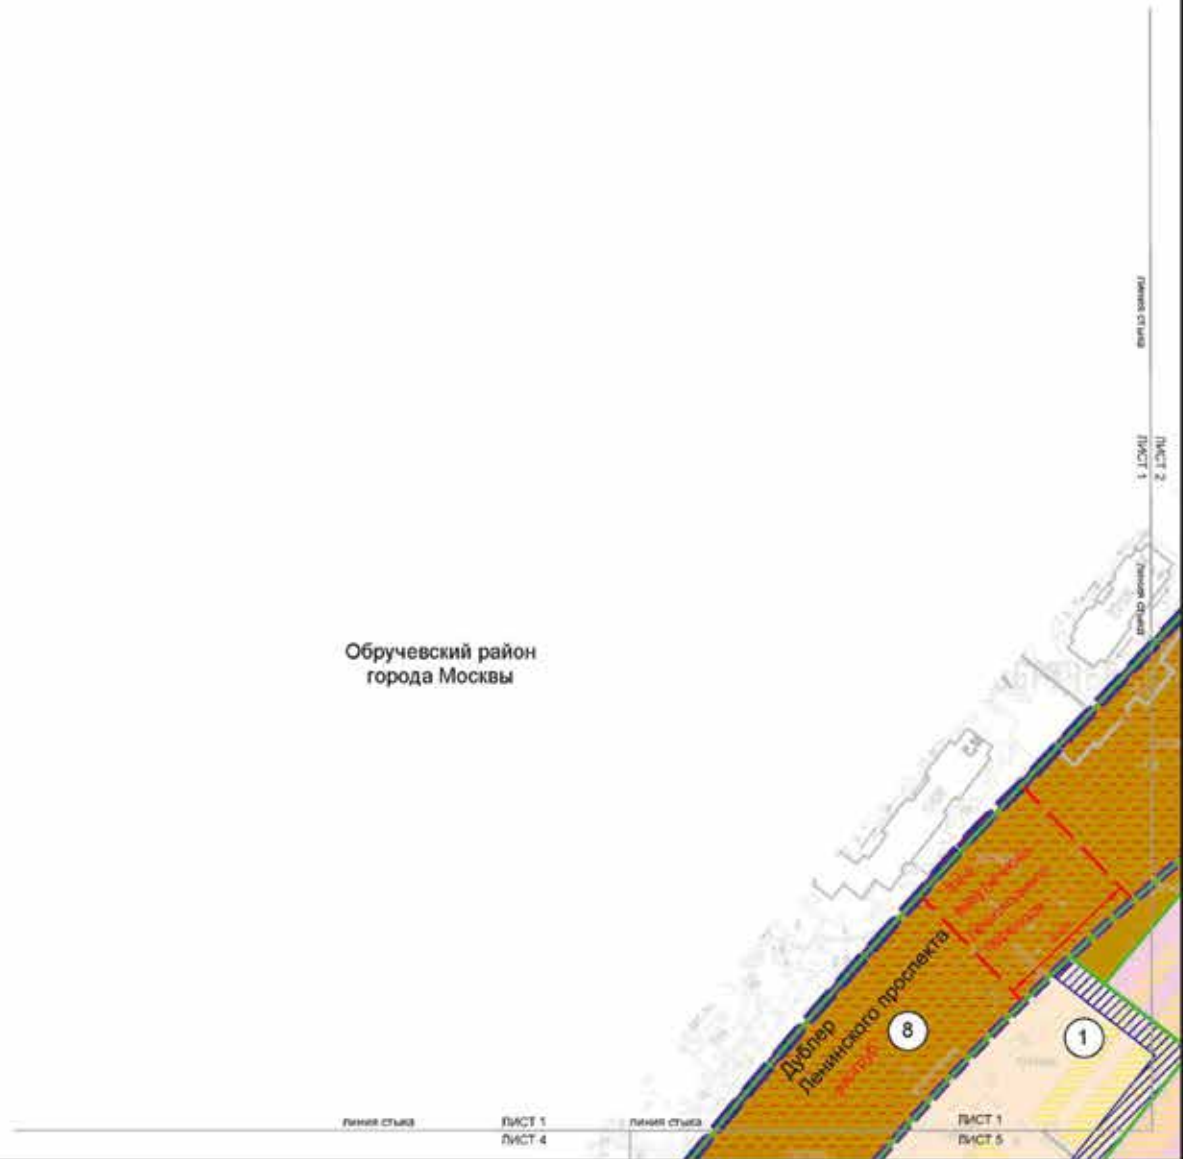 линия стыка
ЛИСТ 2
ЛИСТ 1
линия стыка
Обручевский район
города Москвы
Дублер
Ленинского проспекта
8
1
линия стыка
ЛИСТ 1
линия стыка
ЛИСТ 1
ЛИСТ 4
ЛИСТ 5